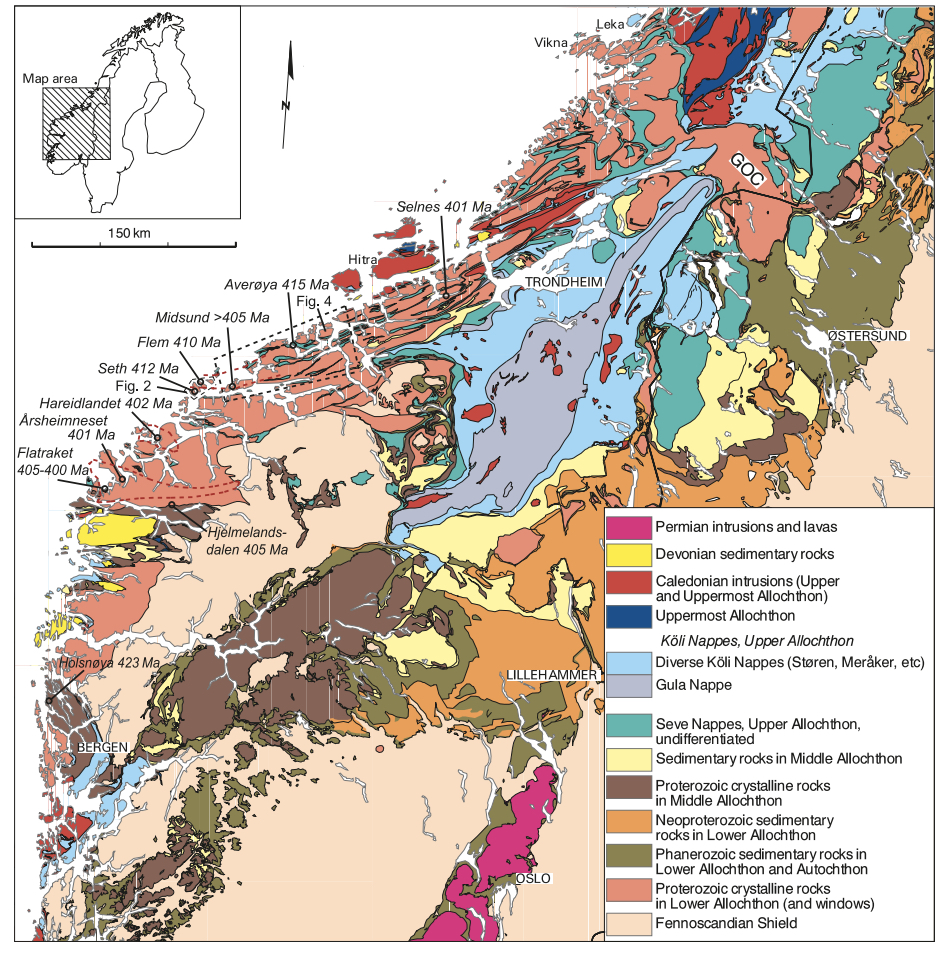 Map area
N
150 km
Leka
Vikna
GOC
Selnes 401 Ma
Hitra
TRONDHEIM
Averøya 415 Ma
Fig. 4
Midsund >405 Ma
Flem 410 Ma
ØSTERSUND
Seth 412 Ma
Fig. 2
Hareidlandet 402 Ma
Årsheimneset
401 Ma
Flatraket
405-400 Ma
Hjelmelands-
dalen 405 Ma
Holsnøya 423 Ma
LILLEHAMMER
BERGEN
OSLO
Permian intrusions and lavas
Devonian sedimentary rocks
Caledonian intrusions (Upper
and Uppermost Allochthon)
Uppermost Allochthon
Köli Nappes, Upper Allochthon
Diverse Köli Nappes (Støren, Meråker, etc)
Gula Nappe
Seve Nappes, Upper Allochthon,
undifferentiated
Sedimentary rocks in Middle Allochthon
Proterozoic crystalline rocks
in Middle Allochthon
Neoproterozoic sedimentary
rocks in Lower Allochthon
Phanerozoic sedimentary rocks in
Lower Allochthon and Autochthon
Proterozoic crystalline rocks
in Lower Allochthon (and windows)
Fennoscandian Shield